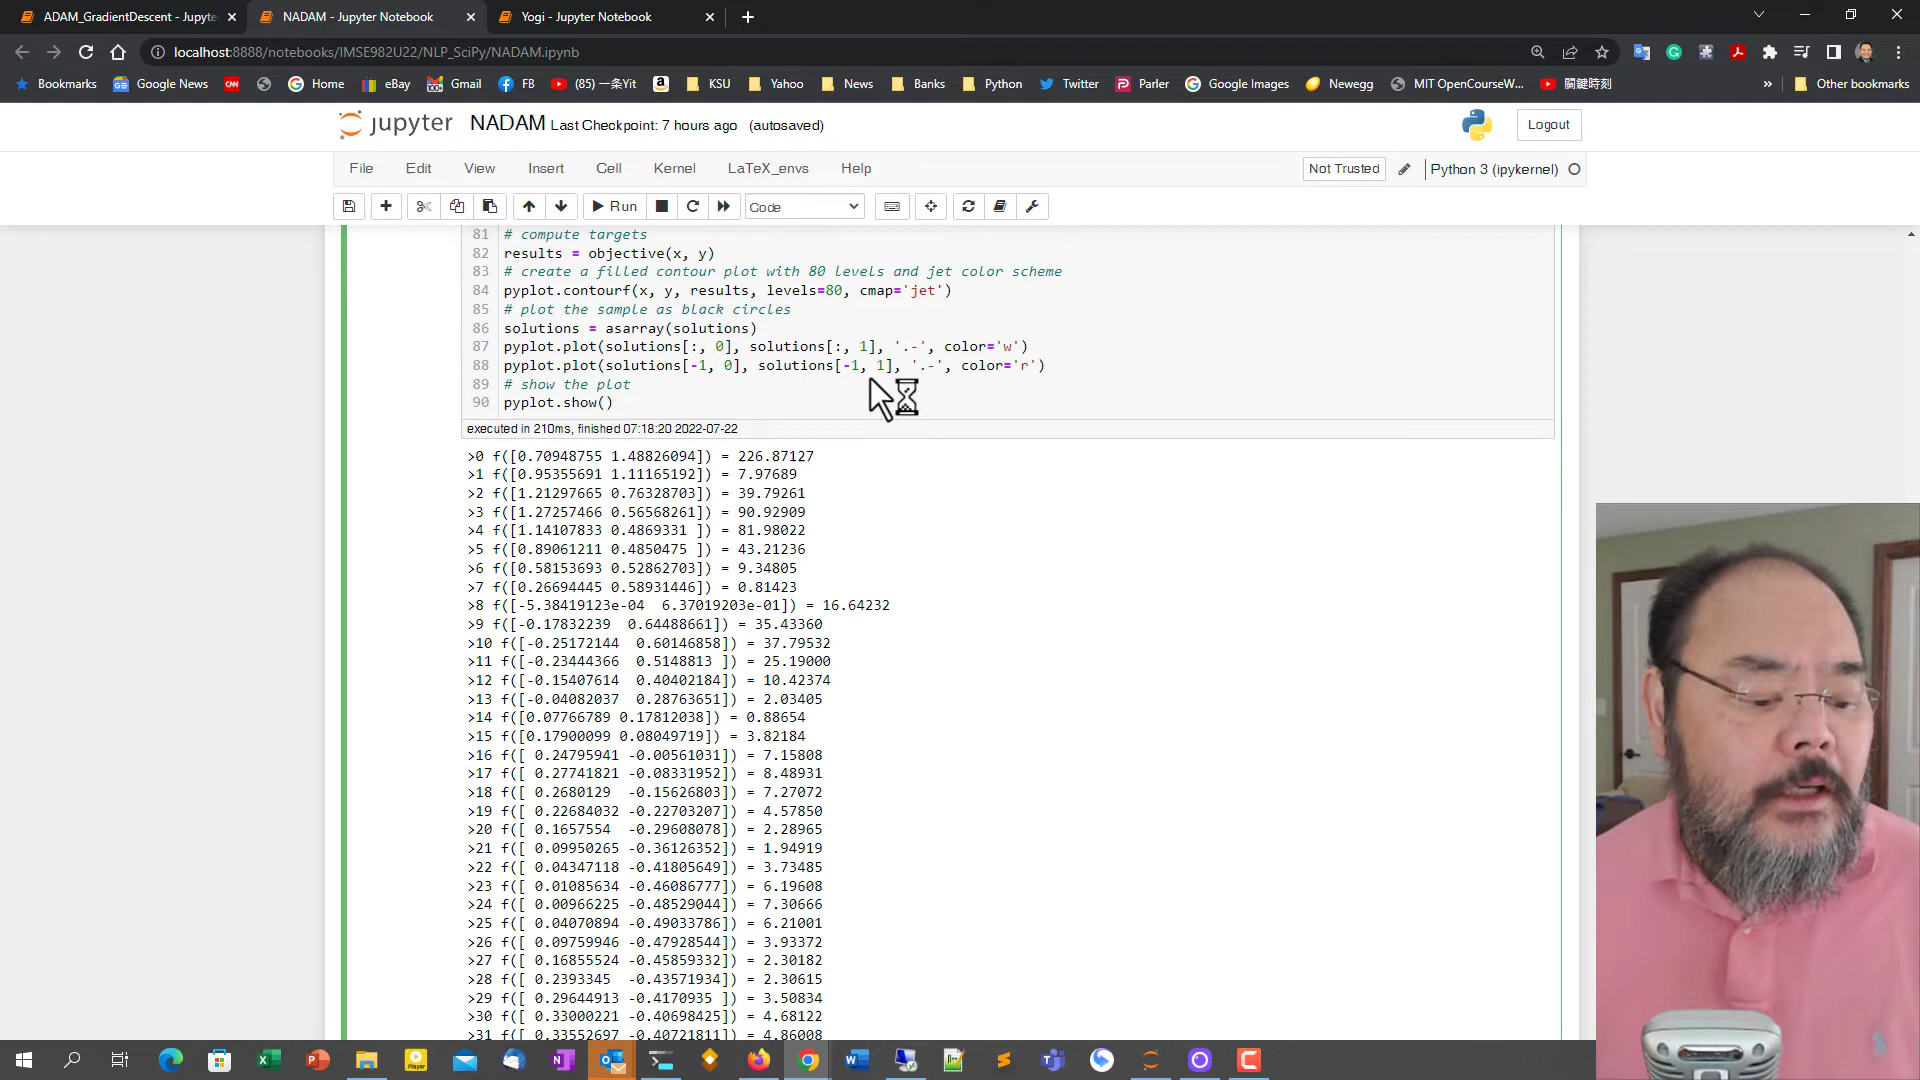 ADAM_GradientDescent - Jupyte
NADAM - Jupyter Notebook
Yogi - Jupyter Notebook
localhost:8888/notebooks/IMSE982U22/NLP_SciPy/NADAM.ipynb
Bookmarks
Google News
CNN
Home
eBay
Gmail
FB
(85) 一条Yit
KSU
Yahoo
News
Banks
Python
Twitter
Parler
Google Images
Newegg
MIT OpenCourseW...
關鍵時刻
Other bookmarks
jupyter NADAM Last Checkpoint: 7 hours ago (autosaved)
Logout
File Edit View Insert Cell Kernel LaTeX_envs Help
Not Trusted
Python 3 (ipykernel)
Run
Code
81 # compute targets
82 results = objective(x, y)
83 # create a filled contour plot with 80 levels and jet color scheme
84 pyplot.contourf(x, y, results, levels=80, cmap='jet')
85 # plot the sample as black circles
86 solutions = asarray(solutions)
87 pyplot.plot(solutions[:, 0], solutions[:, 1], '.-', color='w')
88 pyplot.plot(solutions[-1, 0], solutions[-1, 1], '.-', color='r')
89 # show the plot
90 pyplot.show()
executed in 210ms, finished 07:18:20 2022-07-22
>0 f([0.70948755 1.48826094]) = 226.87127
>1 f([0.95355691 1.11165192]) = 7.97689
>2 f([1.21297665 0.76328703]) = 39.79261
>3 f([1.27257466 0.56568261]) = 90.92909
>4 f([1.14107833 0.4869331 ]) = 81.98022
>5 f([0.89061211 0.4850475 ]) = 43.21236
>6 f([0.58153693 0.52862703]) = 9.34805
>7 f([0.26694445 0.58931446]) = 0.81423
>8 f([-5.38419123e-04 6.37019203e-01]) = 16.64232
>9 f([-0.17832239 0.64488661]) = 35.43360
>10 f([-0.25172144 0.60146858]) = 37.79532
>11 f([-0.23444366 0.5148813 ]) = 25.19000
>12 f([-0.15407614 0.40402184]) = 10.42374
>13 f([-0.04082037 0.28763651]) = 2.03405
>14 f([0.07766789 0.17812038]) = 0.88654
>15 f([0.17900099 0.08049719]) = 3.82184
>16 f([ 0.24795941 -0.00561031]) = 7.15808
>17 f([ 0.27741821 -0.08331952]) = 8.48931
>18 f([ 0.2680129 -0.15626803]) = 7.27072
>19 f([ 0.22684032 -0.22703207]) = 4.57850
>20 f([ 0.1657554 -0.29608078]) = 2.28965
>21 f([ 0.09950265 -0.36126352]) = 1.94919
>22 f([ 0.04347118 -0.41805649]) = 3.73485
>23 f([ 0.01085634 -0.46086777]) = 6.19608
>24 f([ 0.00966225 -0.48529044]) = 7.30666
>25 f([ 0.04070894 -0.49033786]) = 6.21001
>26 f([ 0.09759946 -0.47928544]) = 3.93372
>27 f([ 0.16855524 -0.45859332]) = 2.30182
>28 f([ 0.2393345 -0.43571934]) = 2.30615
>29 f([ 0.29644913 -0.4170935 ]) = 3.50834
>30 f([ 0.33000221 -0.40698425]) = 4.68122
>31 f([ 0.33552697 -0.40721811]) = 4.86008